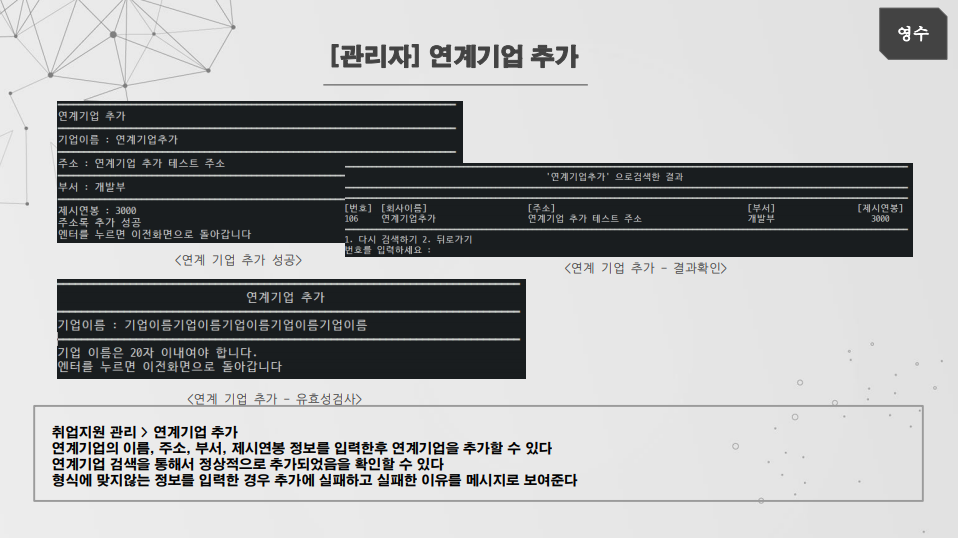 영수
[관리자] 연계기업 추가
연계기업 추가
기업이름 : 연계기업추가
주소 : 연계기업 추가 테스트 주소
부서 : 개발부
제시연봉 : 3000
주소록 추가 성공
엔터를 누르면 이전화면으로 돌아갑니다
<연계 기업 추가 성공>
'연계기업추가' 으로검색한 결과
[번호] [회사이름] [주소] [부서] [제시연봉]
106 연계기업추가 연계기업 추가 테스트 주소 개발부 3000
1. 다시 검색하기 2. 뒤로가기
번호를 입력하세요 :
<연계 기업 추가 - 결과확인>
연계기업 추가
기업이름 : 기업이름기업이름기업이름기업이름기업이름기업이름
기업 이름은 20자 이내여야 합니다.
엔터를 누르면 이전화면으로 돌아갑니다
<연계 기업 추가 - 유효성검사>
취업지원 관리 > 연계기업 추가
연계기업의 이름, 주소, 부서, 제시연봉 정보를 입력한후 연계기업을 추가할 수 있다
연계기업 검색을 통해서 정상적으로 추가되었음을 확인할 수 있다
형식에 맞지않는 정보를 입력한 경우 추가에 실패하고 실패한 이유를 메시지로 보여준다